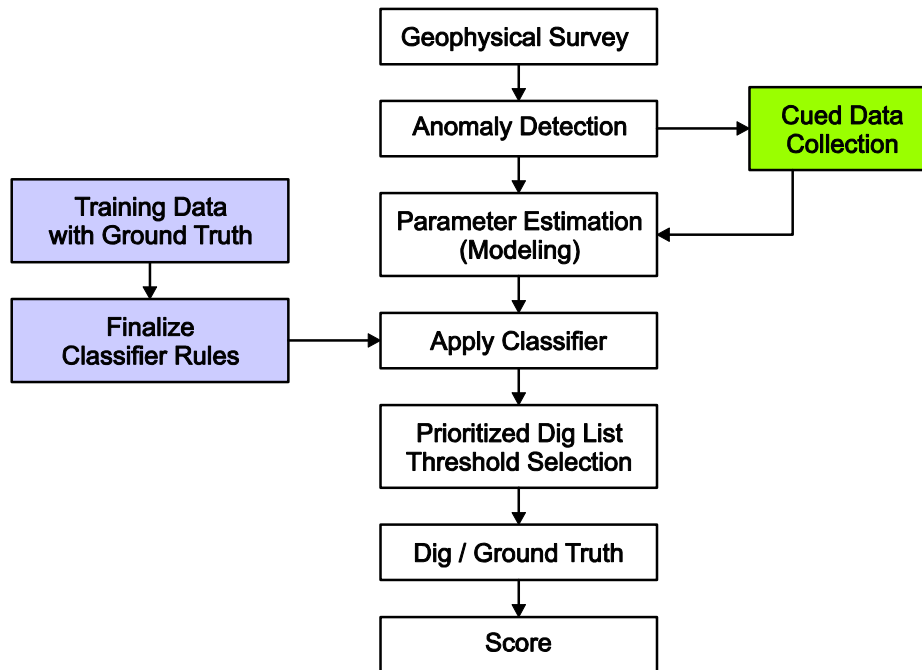 Geophysical Survey
Anomaly Detection
Cued Data
Collection
Training Data
with Ground Truth
Parameter Estimation
(Modeling)
Finalize
Classifier Rules
Apply Classifier
Prioritized Dig List
Threshold Selection
Dig / Ground Truth
Score